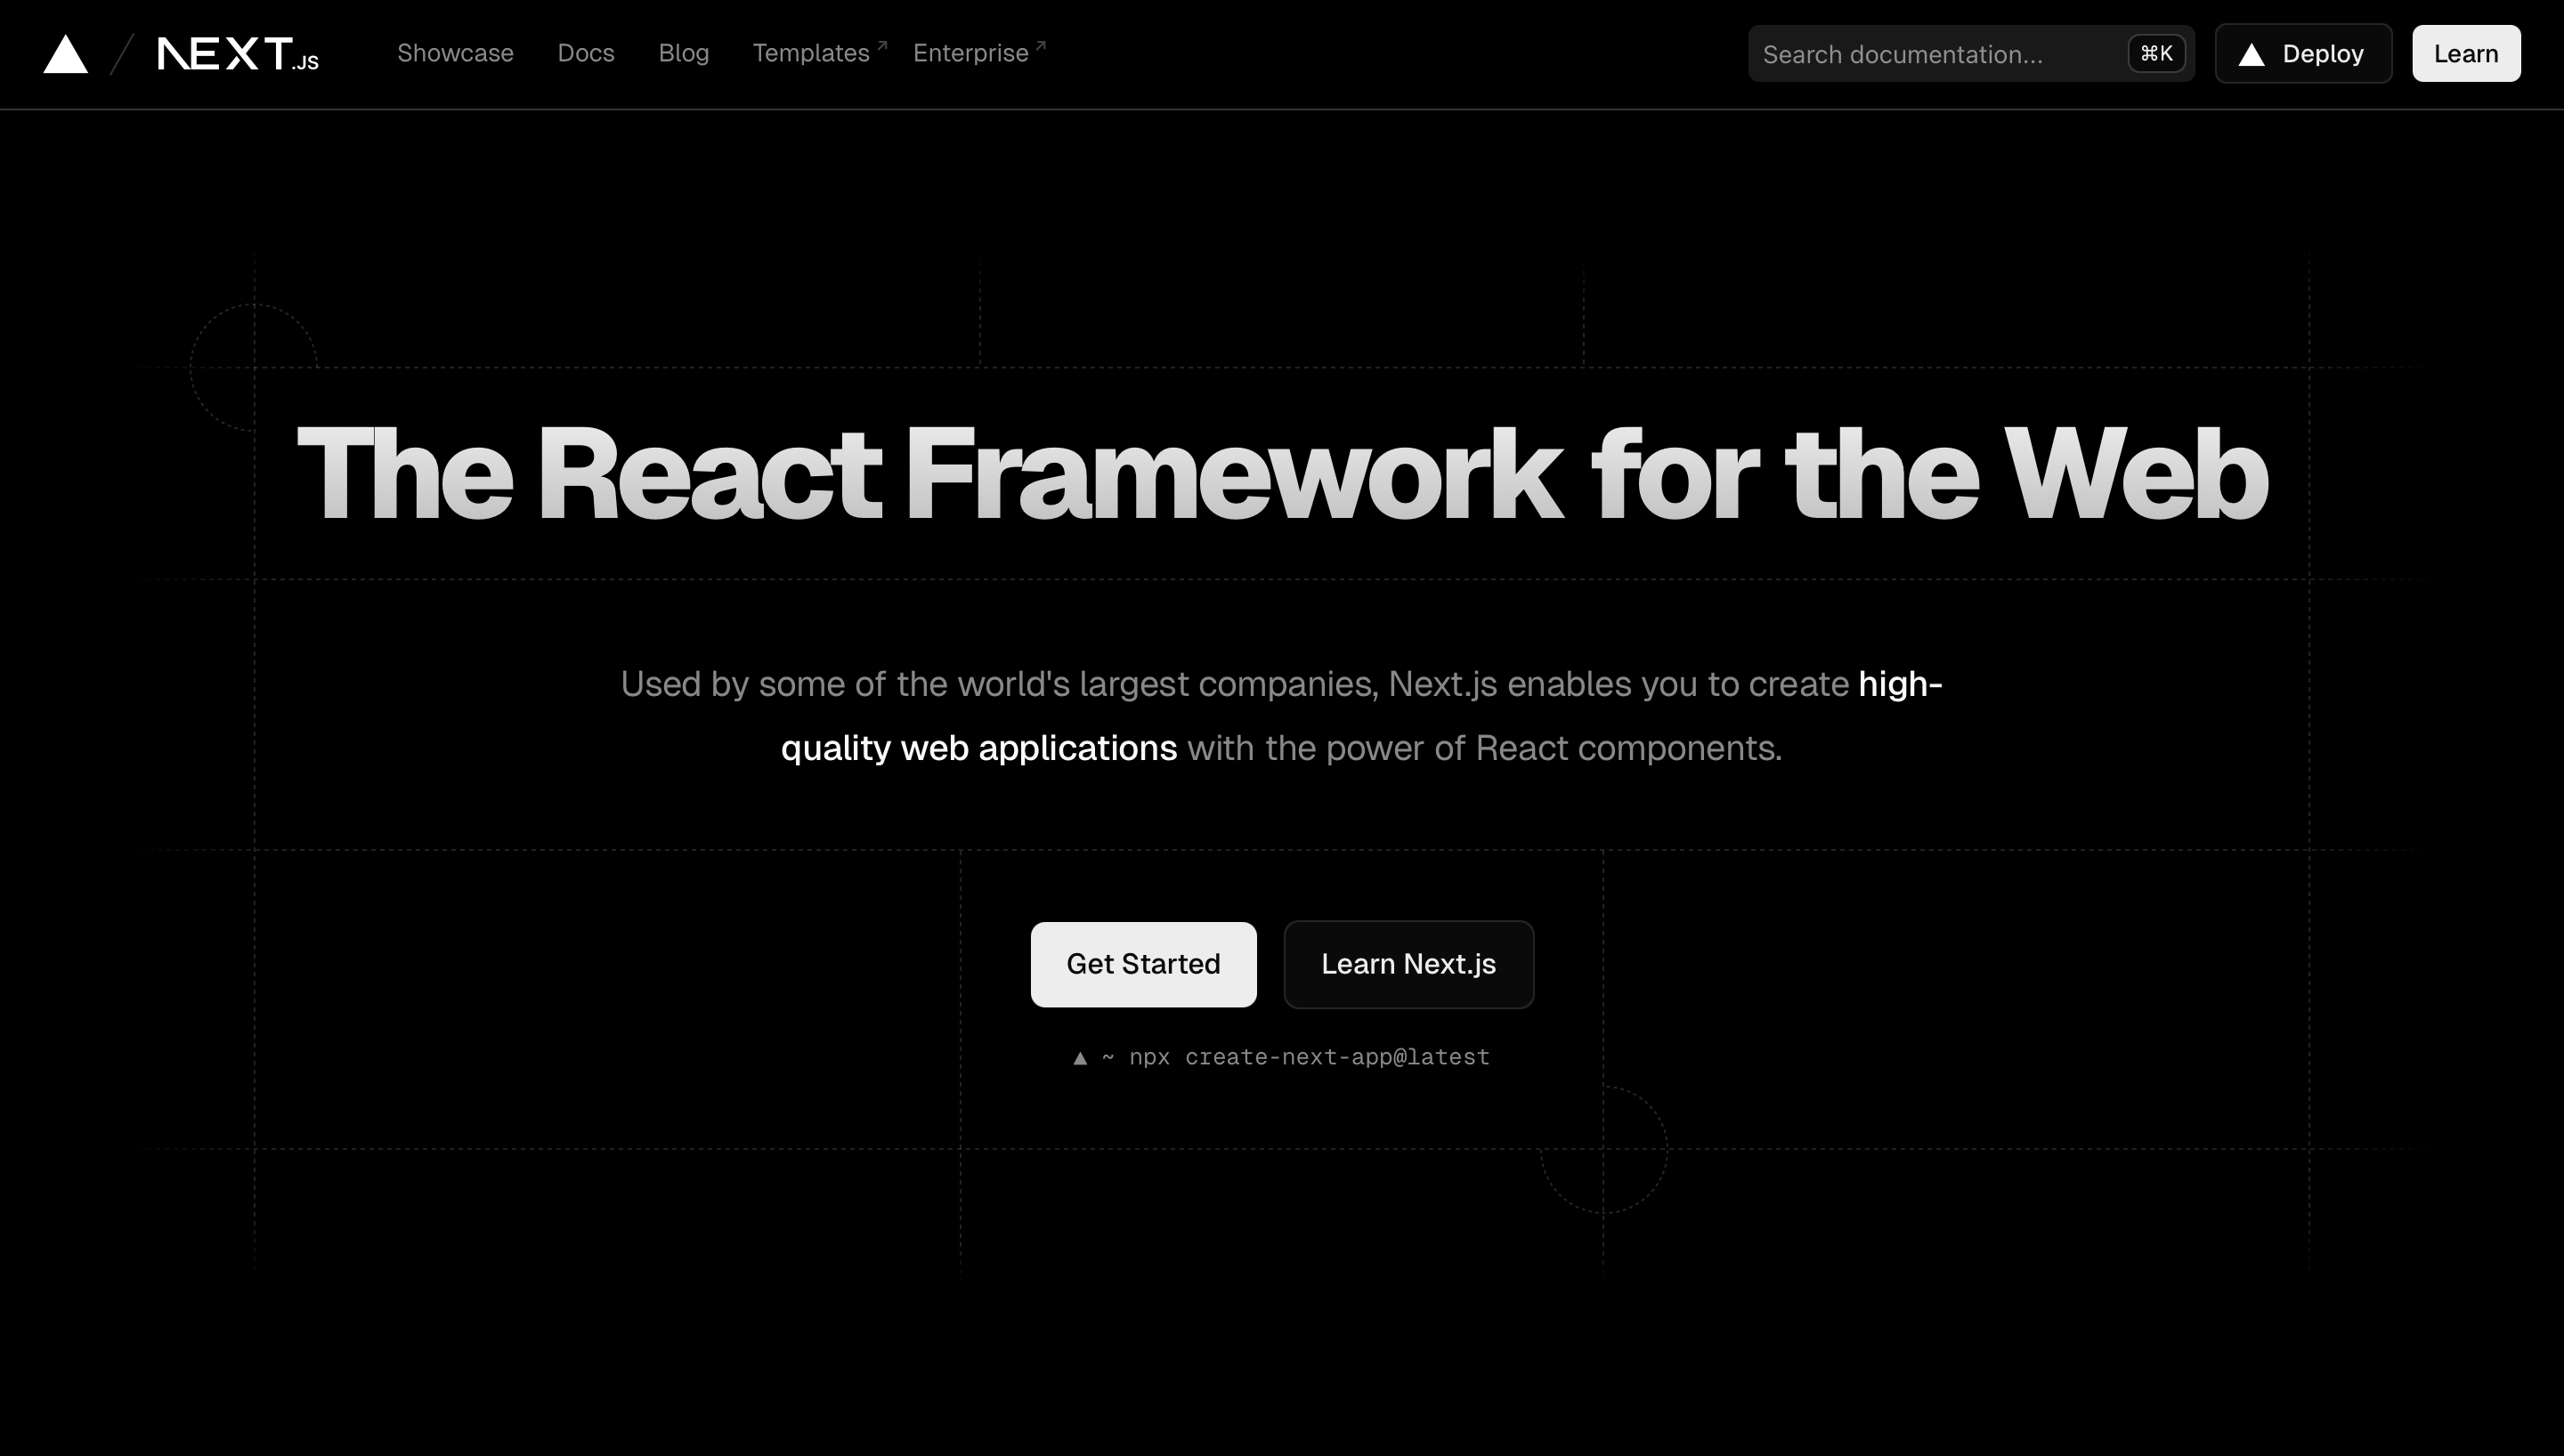 NEXT.JS
Showcase Docs Blog Templates Enterprise
Search documentation... ⌘K Deploy Learn
The React Framework for the Web
Used by some of the world's largest companies, Next.js enables you to create high-
quality web applications with the power of React components.
Get Started Learn Next.js
▲ ~ npx create-next-app@latest